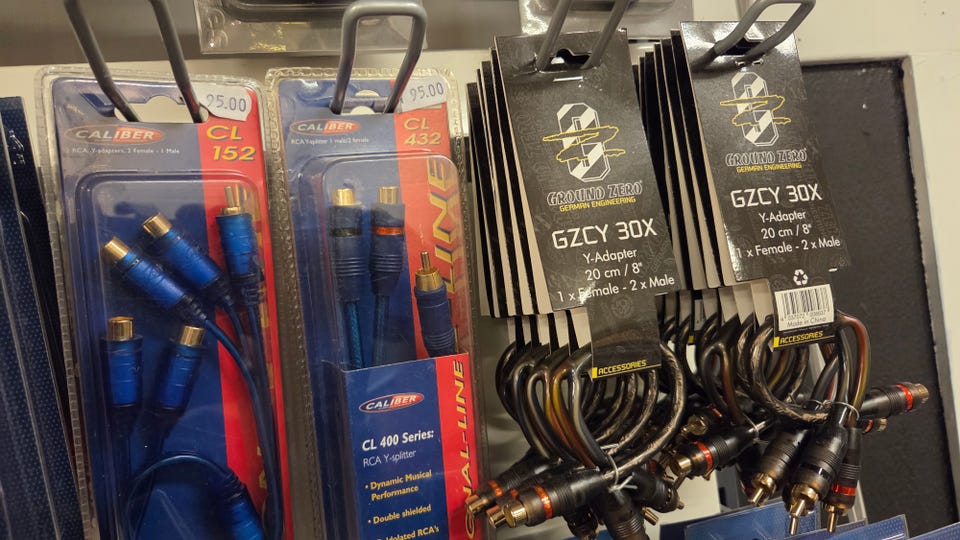 95.00
CALIBER
CL
152
2 RCA Y-adapters, 2 Female - 1 Male
95.00
CALIBER
RCA Y-splitter 1 male/2 female
CL
432
LINE
CALIBER
CL 400 Series:
RCA Y-splitter
• Dynamic Musical
Performance
• Double shielded
RCA's
GROUND ZERO
GERMAN ENGINEERING
GZCY 30X
Y-Adapter
20 cm / 8"
1 x Female - 2 x Male
ACCESSORIES
GROUND ZERO
GERMAN ENGINEERING
GZCY 30X
Y-Adapter
20 cm / 8"
1 x Female - 2 x Male
Made in China
ACCESSORIES